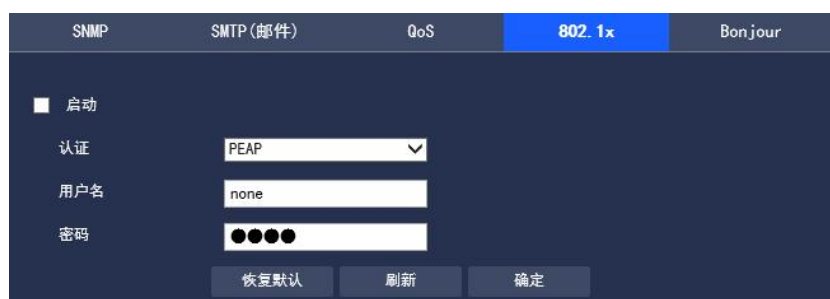 SNMP SMTP(邮件) QoS 802.1x Bonjour
启动
认证 PEAP
用户名 none
密码 ●●●●
恢复默认 刷新 确定